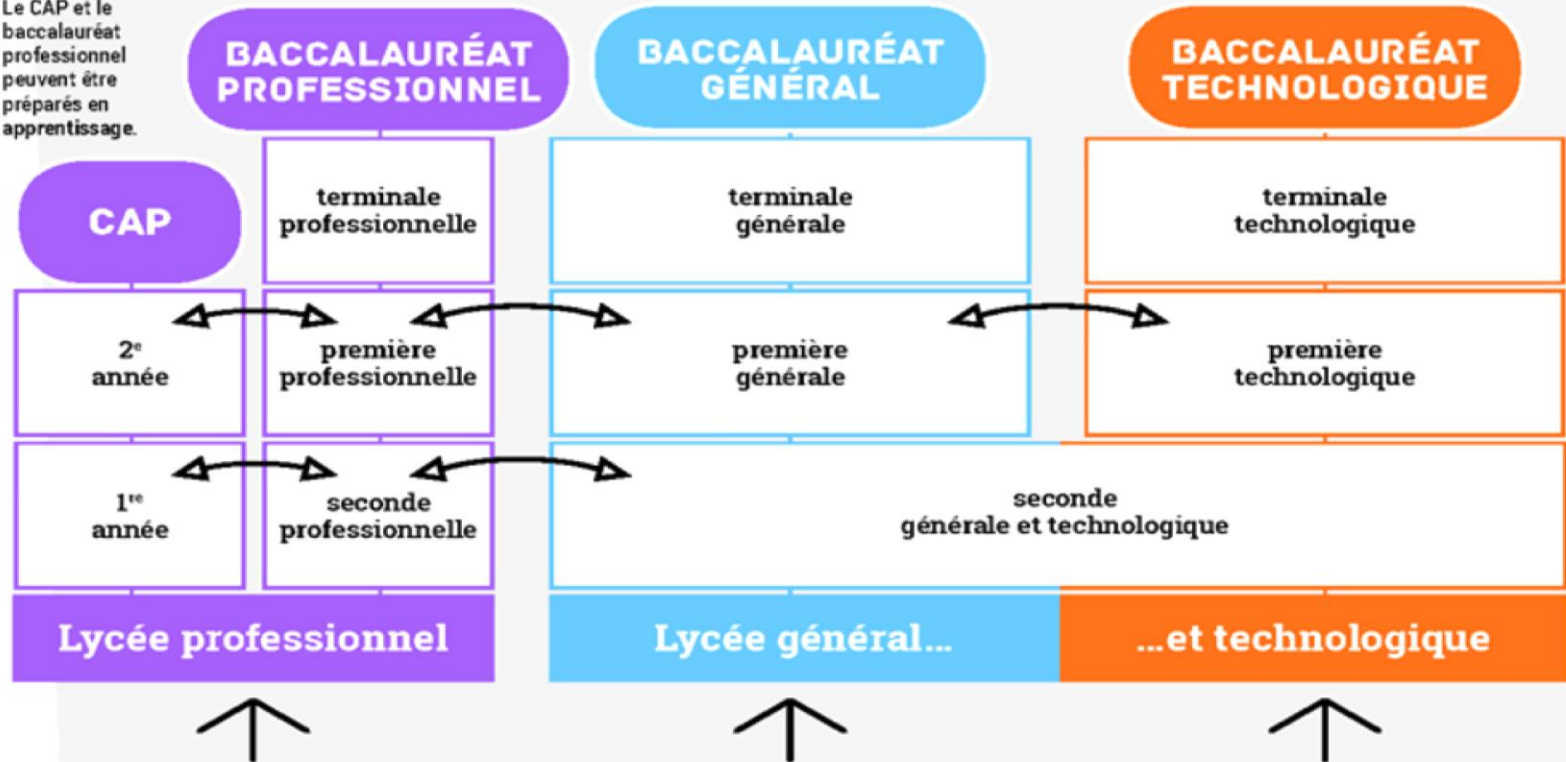 Le CAP et le
baccalauréat
professionnel
peuvent être
préparés en
apprentissage.
BACCALAURÉAT
PROFESSIONNEL
BACCALAURÉAT
GÉNÉRAL
BACCALAURÉAT
TECHNOLOGIQUE
CAP
terminale
professionnelle
terminale
générale
terminale
technologique
2e
année
première
professionnelle
première
générale
première
technologique
1re
année
seconde
professionnelle
seconde
générale et technologique
Lycée professionnel
Lycée général...
...et technologique